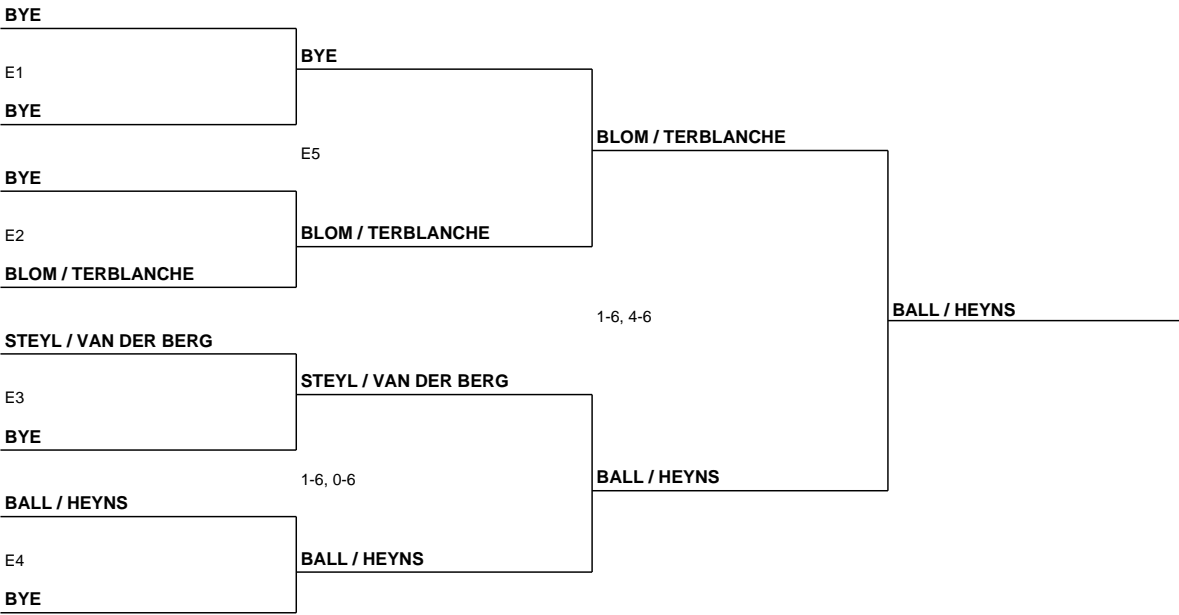 BYE
E1
BYE
BYE
E2
BLOM / TERBLANCHE
STEYL / VAN DER BERG
E3
BYE
BALL / HEYNS
E4
BYE
BYE
E5
BLOM / TERBLANCHE
STEYL / VAN DER BERG
1-6, 0-6
BALL / HEYNS
BLOM / TERBLANCHE
1-6, 4-6
BALL / HEYNS
BALL / HEYNS